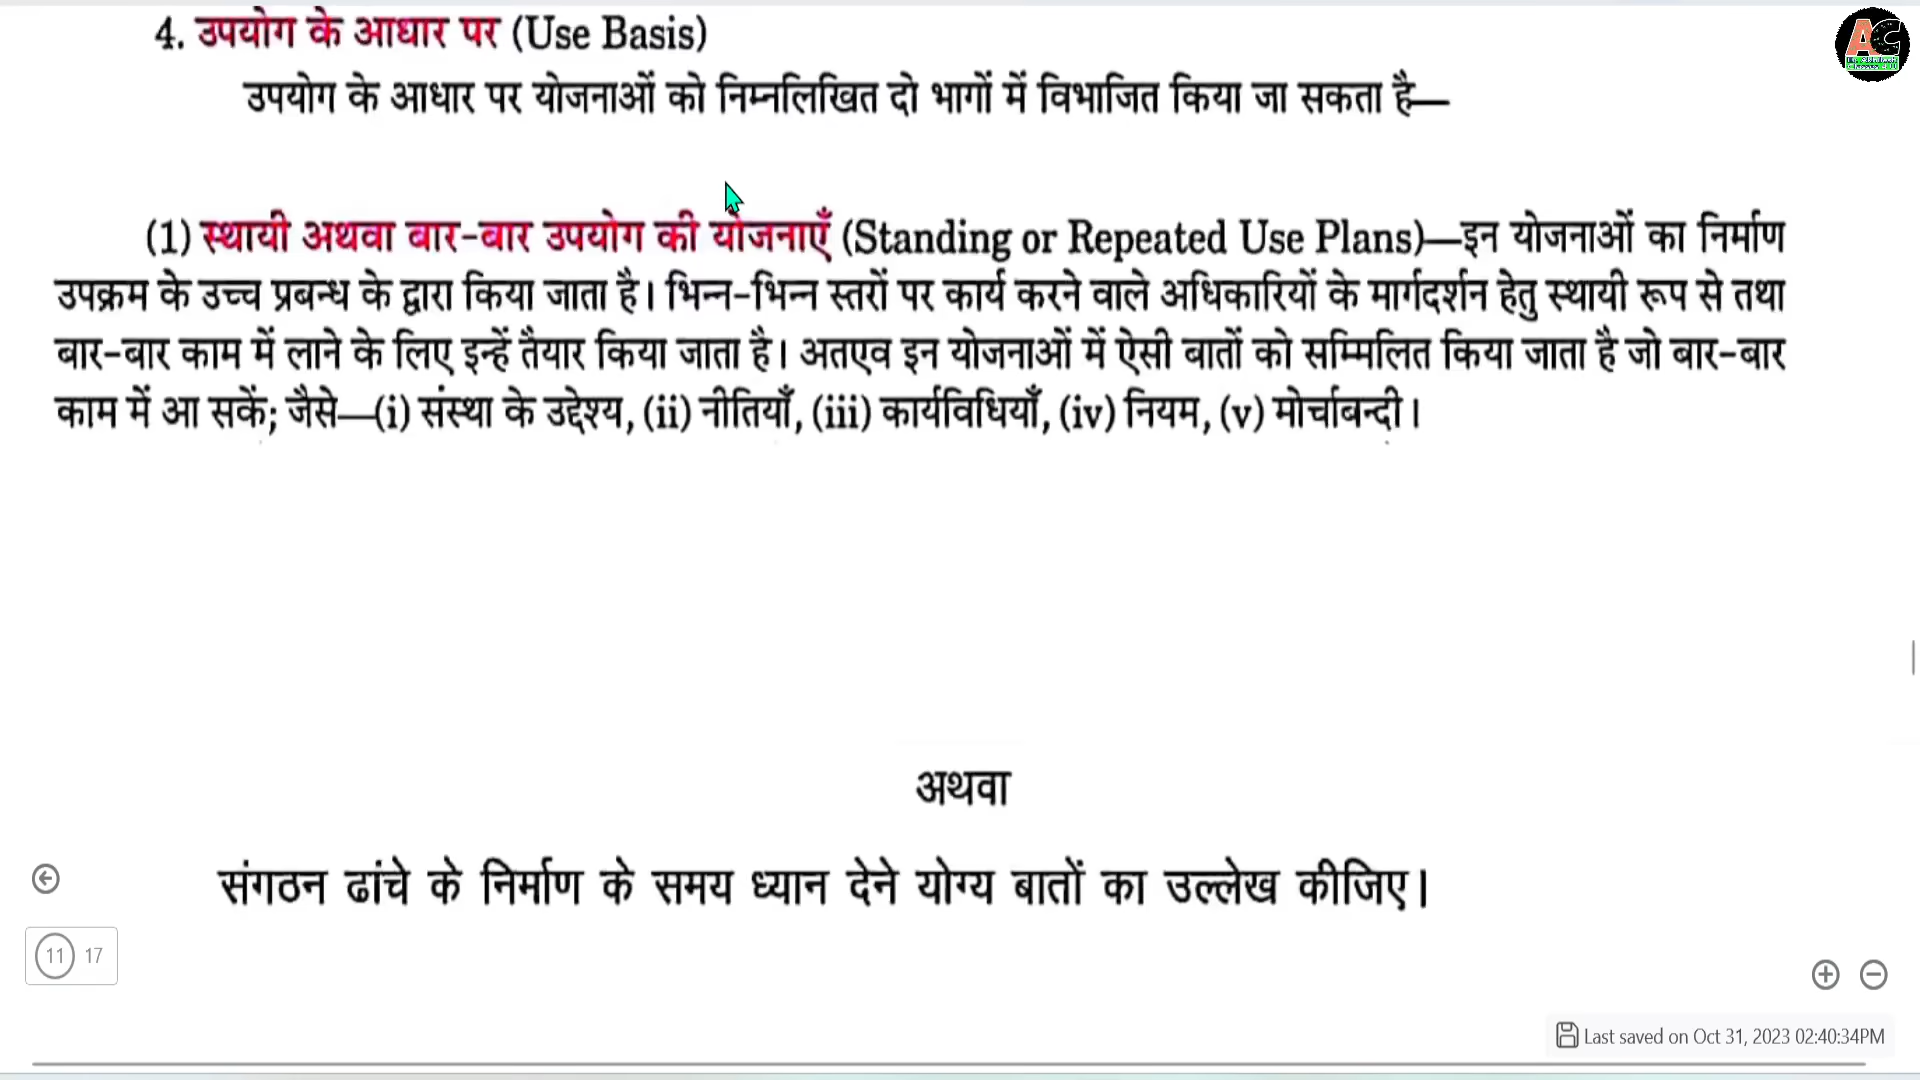 4. उपयोग के आधार पर (Use Basis)
उपयोग के आधार पर योजनाओं को निम्नलिखित दो भागों में विभाजित किया जा सकता है—
(1) स्थायी अथवा बार-बार उपयोग की योजनाएँ (Standing or Repeated Use Plans)—इन योजनाओं का निर्माण
उपक्रम के उच्च प्रबन्ध के द्वारा किया जाता है। भिन्न-भिन्न स्तरों पर कार्य करने वाले अधिकारियों के मार्गदर्शन हेतु स्थायी रूप से तथा
बार-बार काम में लाने के लिए इन्हें तैयार किया जाता है। अतएव इन योजनाओं में ऐसी बातों को सम्मिलित किया जाता है जो बार-बार
काम में आ सकें; जैसे—(i) संस्था के उद्देश्य, (ii) नीतियाँ, (iii) कार्यविधियाँ, (iv) नियम, (v) मोर्चाबन्दी।
अथवा
संगठन ढांचे के निर्माण के समय ध्यान देने योग्य बातों का उल्लेख कीजिए।
11 17
Last saved on Oct 31, 2023 02:40:34PM
AC